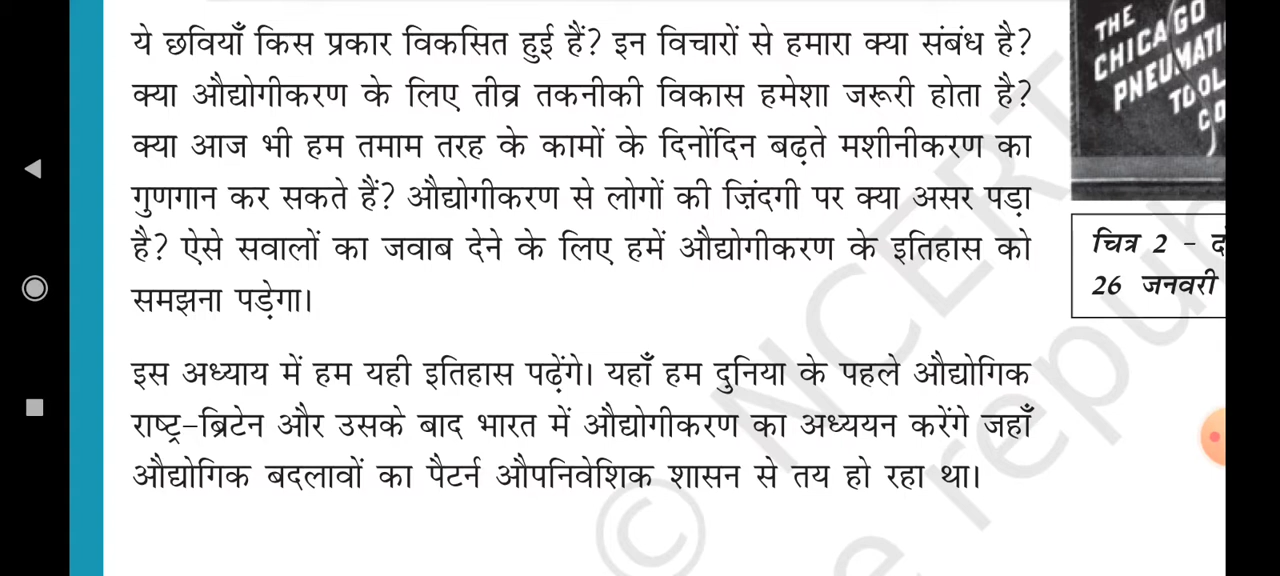 ये छवियाँ किस प्रकार विकसित हुई हैं? इन विचारों से हमारा क्या संबंध है?
क्या औद्योगीकरण के लिए तीव्र तकनीकी विकास हमेशा जरूरी होता है?
क्या आज भी हम तमाम तरह के कामों के दिनोंदिन बढ़ते मशीनीकरण का
गुणगान कर सकते हैं? औद्योगीकरण से लोगों की ज़िंदगी पर क्या असर पड़ा
है? ऐसे सवालों का जवाब देने के लिए हमें औद्योगीकरण के इतिहास को
समझना पड़ेगा।
इस अध्याय में हम यही इतिहास पढ़ेंगे। यहाँ हम दुनिया के पहले औद्योगिक
राष्ट्र-ब्रिटेन और उसके बाद भारत में औद्योगीकरण का अध्ययन करेंगे जहाँ
औद्योगिक बदलावों का पैटर्न औपनिवेशिक शासन से तय हो रहा था।
THE
CHICAGO
PNEUMATI
TOOL
CO
चित्र 2 -
26 जनवरी
© NCERT
e republ